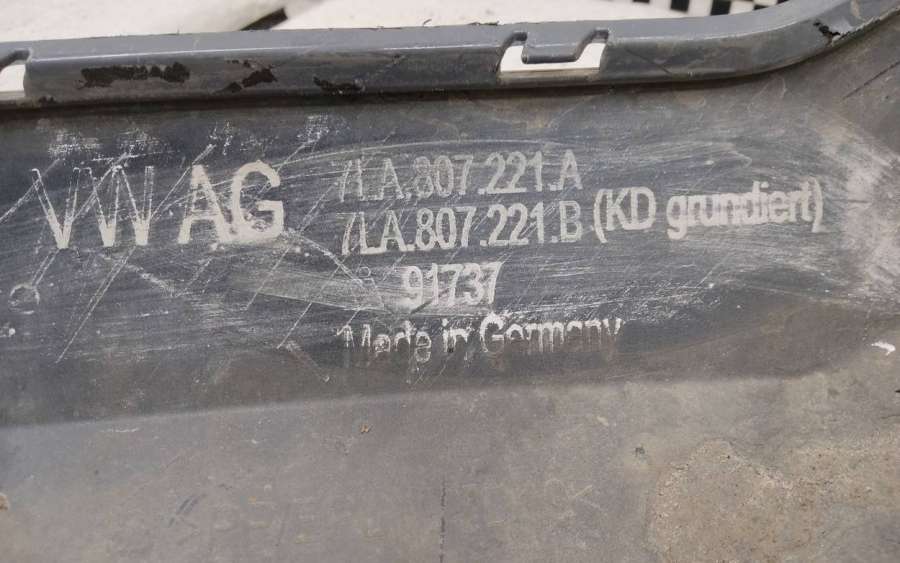 VW AG
7LA.807.221.A
7LA.807.221.B (KD grundiert)
91737
Made in Germany